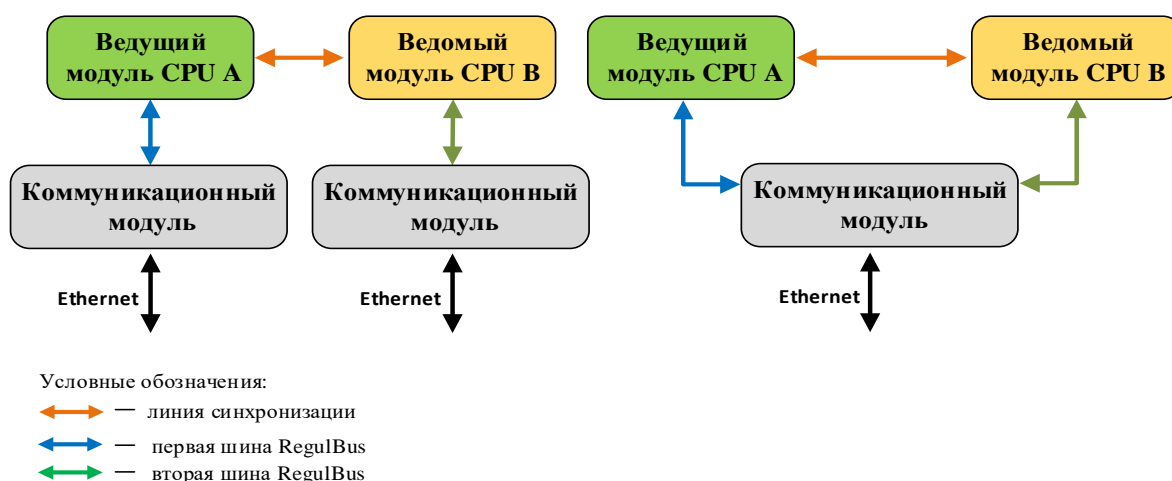 Ведущий
модуль CPU A
Ведомый
модуль CPU B
Ведущий
модуль CPU A
Ведомый
модуль CPU B
Коммуникационный
модуль
Коммуникационный
модуль
Коммуникационный
модуль
Ethernet
Ethernet
Ethernet
Условные обозначения:
— линия синхронизации
— первая шина RegulBus
— вторая шина RegulBus